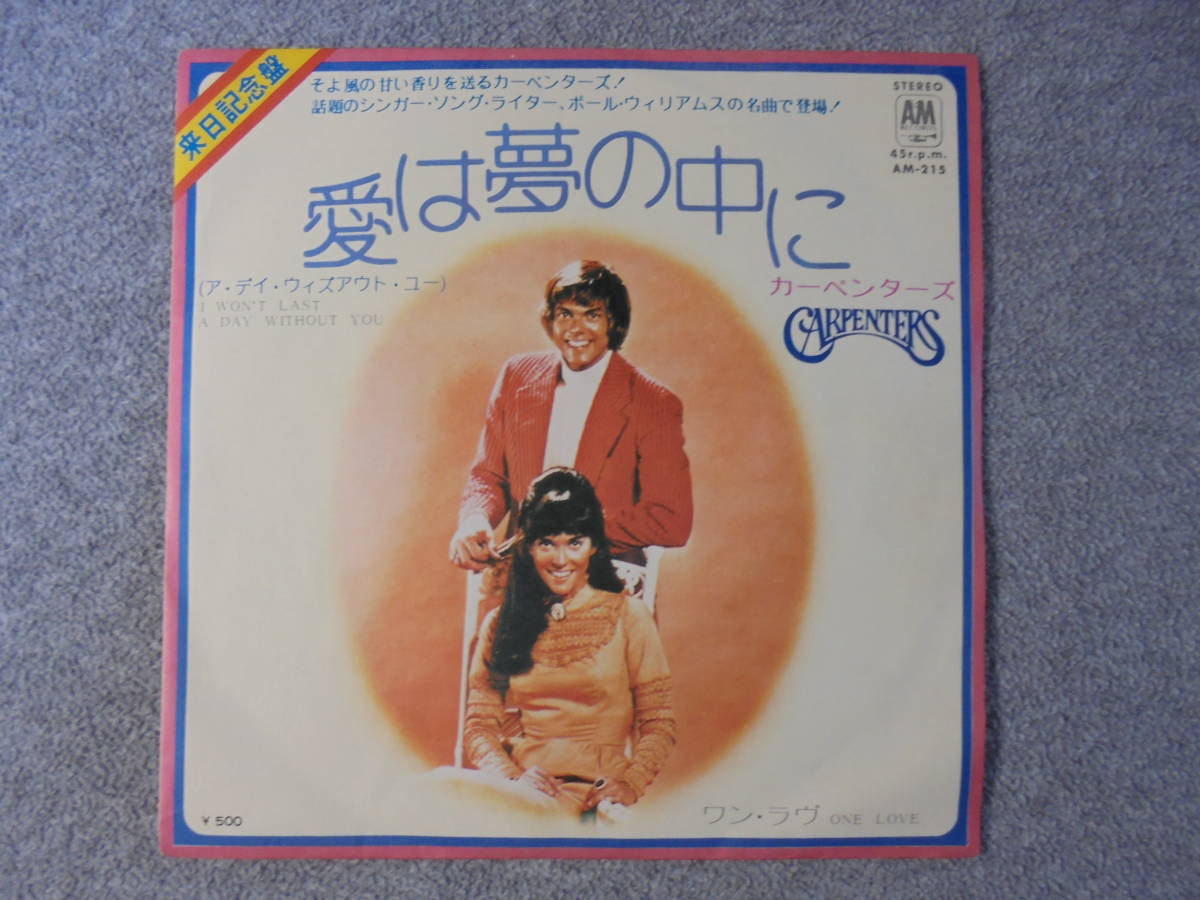 来日記念盤
そよ風の甘い香りを送るカーペンターズ!
話題のシンガー・ソング・ライター、ポール・ウィリアムスの名曲で登場!
STEREO
A&M
RECORDS
45r.p.m.
AM-215
愛は夢の中に
(ア・デイ・ウィズアウト・ユー)
I WON'T LAST
A DAY WITHOUT YOU
カーペンターズ
CARPENTERS
ワン・ラヴ ONE LOVE
¥500